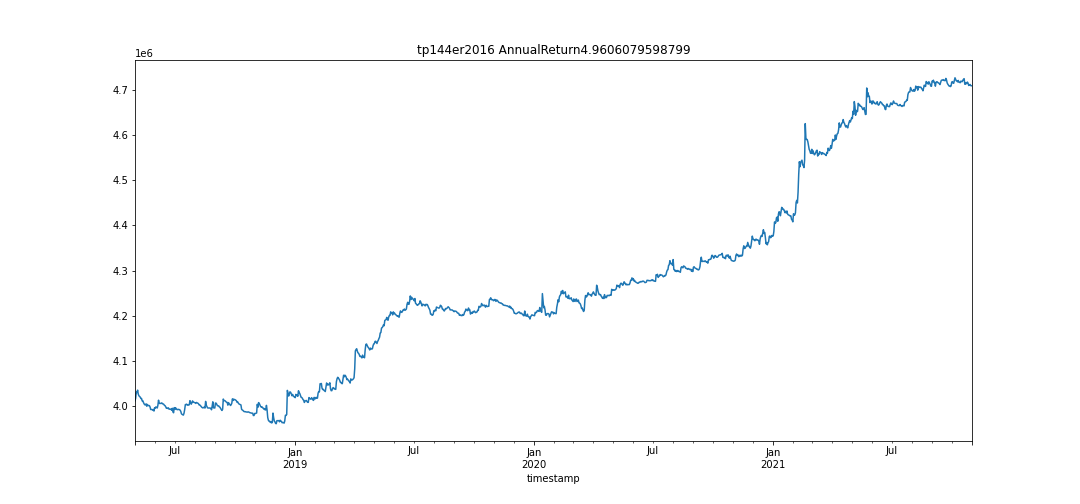 tp144er2016 AnnualReturn4.9606079598799
1e6
4.7
4.6
4.5
4.4
4.3
4.2
4.1
4.0
Jul Jan Jul Jan Jul Jan Jul
2019 2020 2021
timestamp